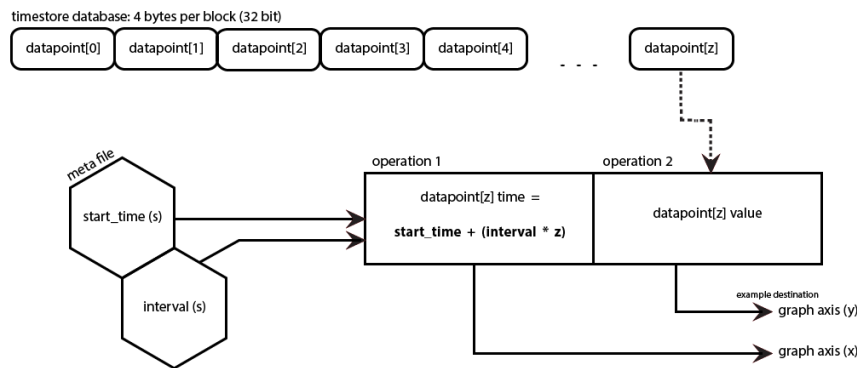 timestore database: 4 bytes per block (32 bit)
datapoint[0] datapoint[1] datapoint[2] datapoint[3] datapoint[4] - - - datapoint[z]
meta file
start_time (s)
interval (s)
operation 1
datapoint[z] time =
start_time + (interval * z)
operation 2
datapoint[z] value
example destination
graph axis (y)
graph axis (x)